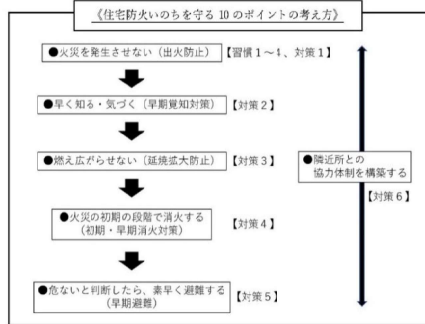 《住宅防火いのちを守る10のポイントの考え方》
●火災を発生させない（出火防止）
【習慣1～4、対策1】
●早く知る・気づく（早期覚知対策）
【対策2】
●燃え広がらせない（延焼拡大防止）
【対策3】
●火災の初期の段階で消火する
（初期・早期消火対策）
【対策4】
●危ないと判断したら、素早く避難する
（早期避難）
【対策5】
●隣近所との
協力体制を構築する
【対策6】